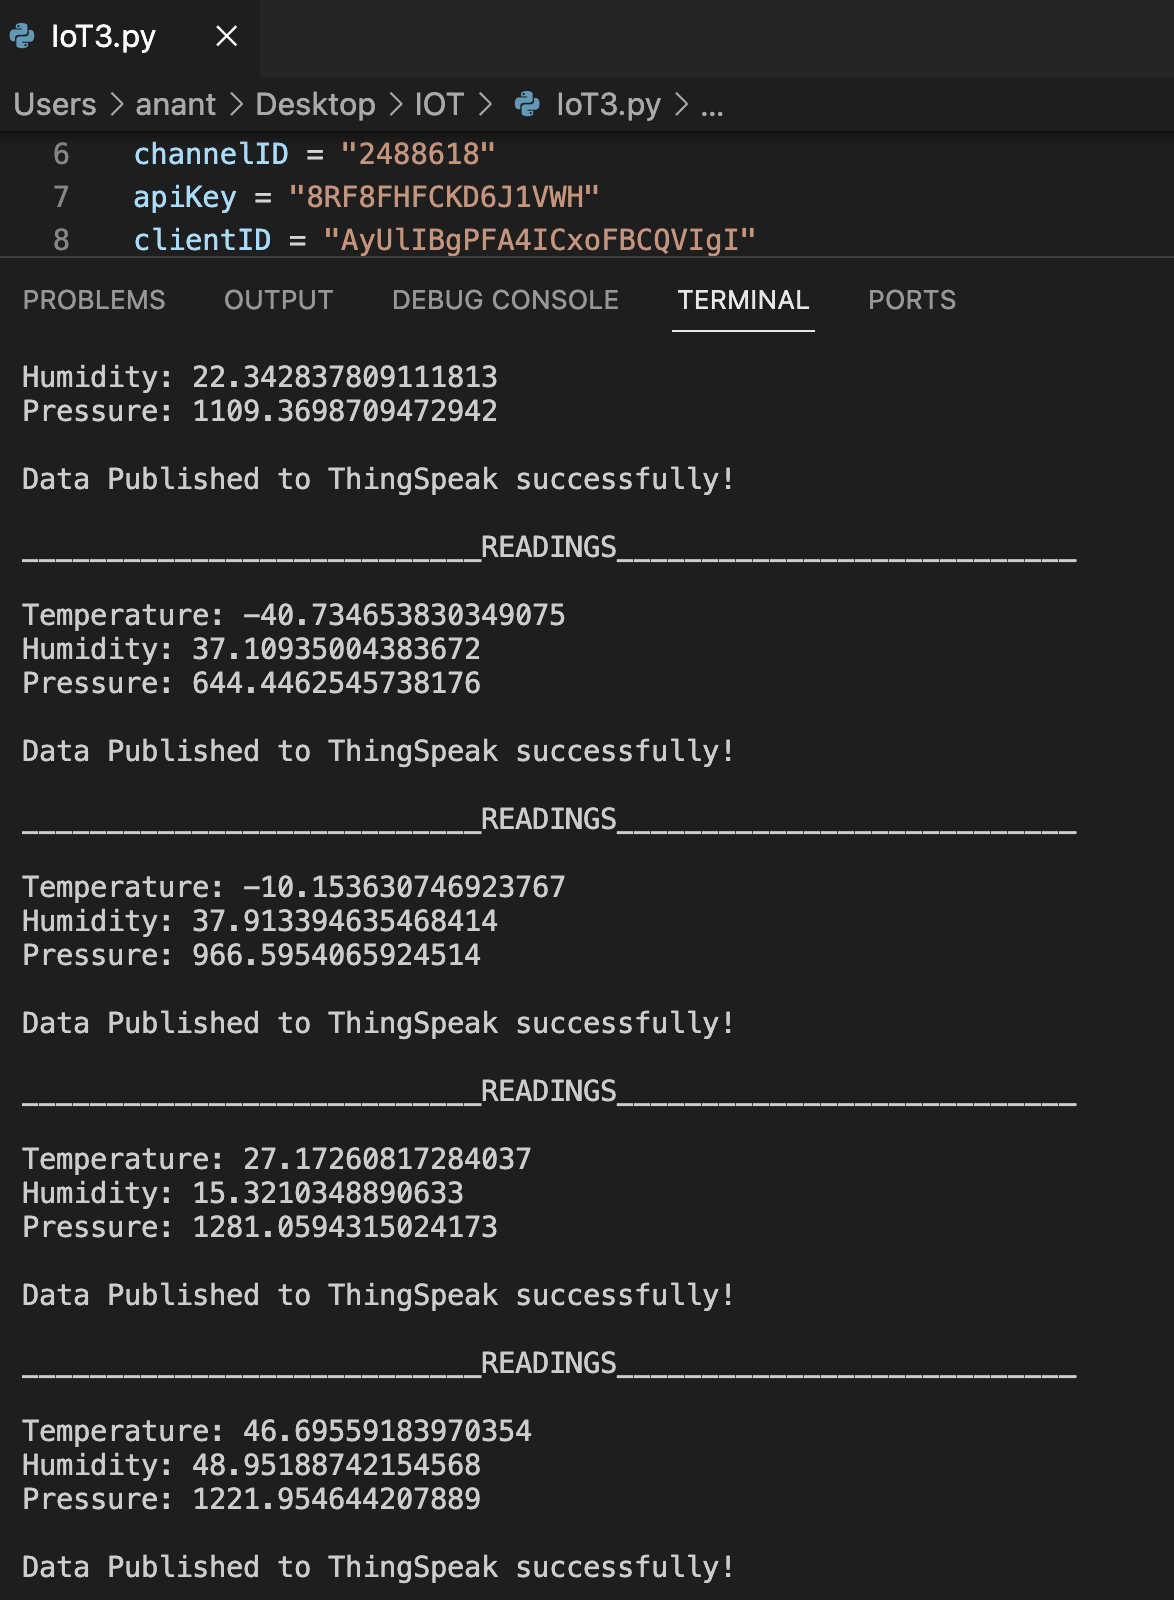 IoT3.py
Users > anant > Desktop > IOT > IoT3.py > ...
6 channelID = "2488618"
7 apiKey = "8RF8FHFCKD6J1VWH"
8 clientID = "AyUlIBgPFA4ICxoFBCQVIgI"
PROBLEMS OUTPUT DEBUG CONSOLE TERMINAL PORTS
Humidity: 22.342837809111813
Pressure: 1109.3698709472942
Data Published to ThingSpeak successfully!
___________________________READINGS___________________________
Temperature: -40.734653830349075
Humidity: 37.10935004383672
Pressure: 644.4462545738176
Data Published to ThingSpeak successfully!
___________________________READINGS___________________________
Temperature: -10.153630746923767
Humidity: 37.913394635468414
Pressure: 966.5954065924514
Data Published to ThingSpeak successfully!
___________________________READINGS___________________________
Temperature: 27.17260817284037
Humidity: 15.3210348890633
Pressure: 1281.0594315024173
Data Published to ThingSpeak successfully!
___________________________READINGS___________________________
Temperature: 46.69559183970354
Humidity: 48.95188742154568
Pressure: 1221.954644207889
Data Published to ThingSpeak successfully!